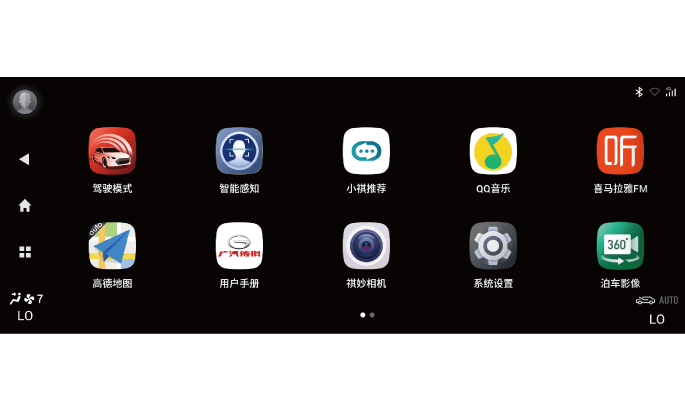 驾驶模式
智能感知
小祺推荐
QQ音乐
听
喜马拉雅FM
auto
高德地图
广汽传祺
用户手册
祺妙相机
系统设置
360°
泊车影像
7
LO
AUTO
LO